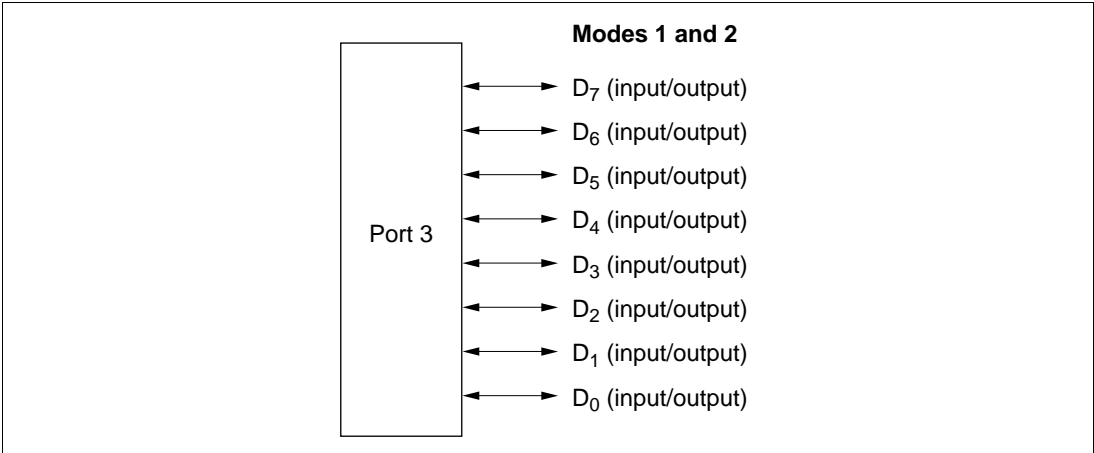 Modes 1 and 2
D₇ (input/output)
D₆ (input/output)
D₅ (input/output)
D₄ (input/output)
Port 3
D₃ (input/output)
D₂ (input/output)
D₁ (input/output)
D₀ (input/output)